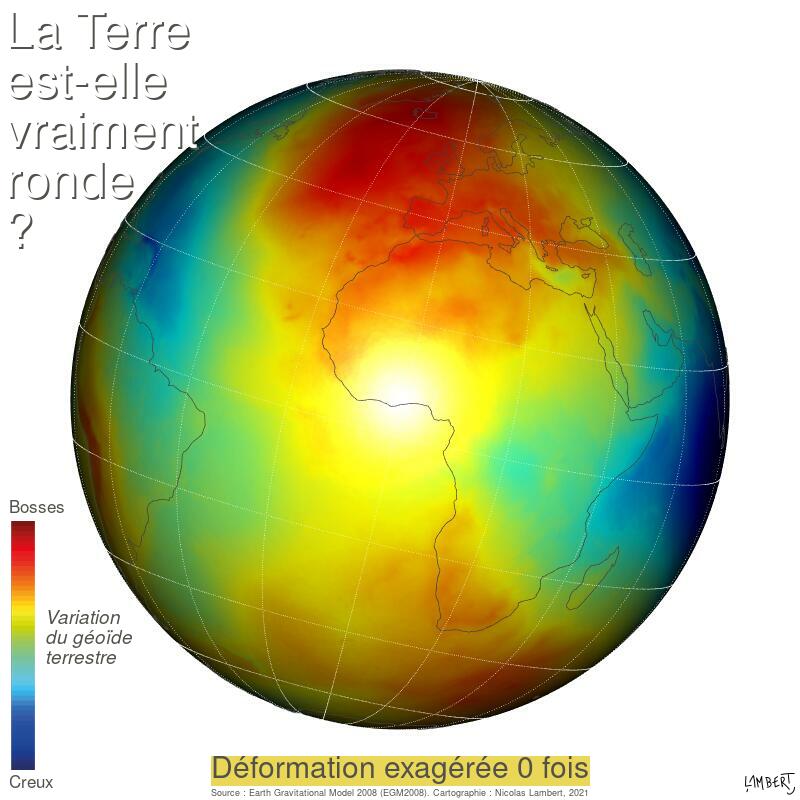 La Terre
est-elle
vraiment
ronde
?
Bosses
Variation
du géoïde
terrestre
Creux
Déformation exagérée 0 fois
Source : Earth Gravitational Model 2008 (EGM2008). Cartographie : Nicolas Lambert, 2021
LAMBERT